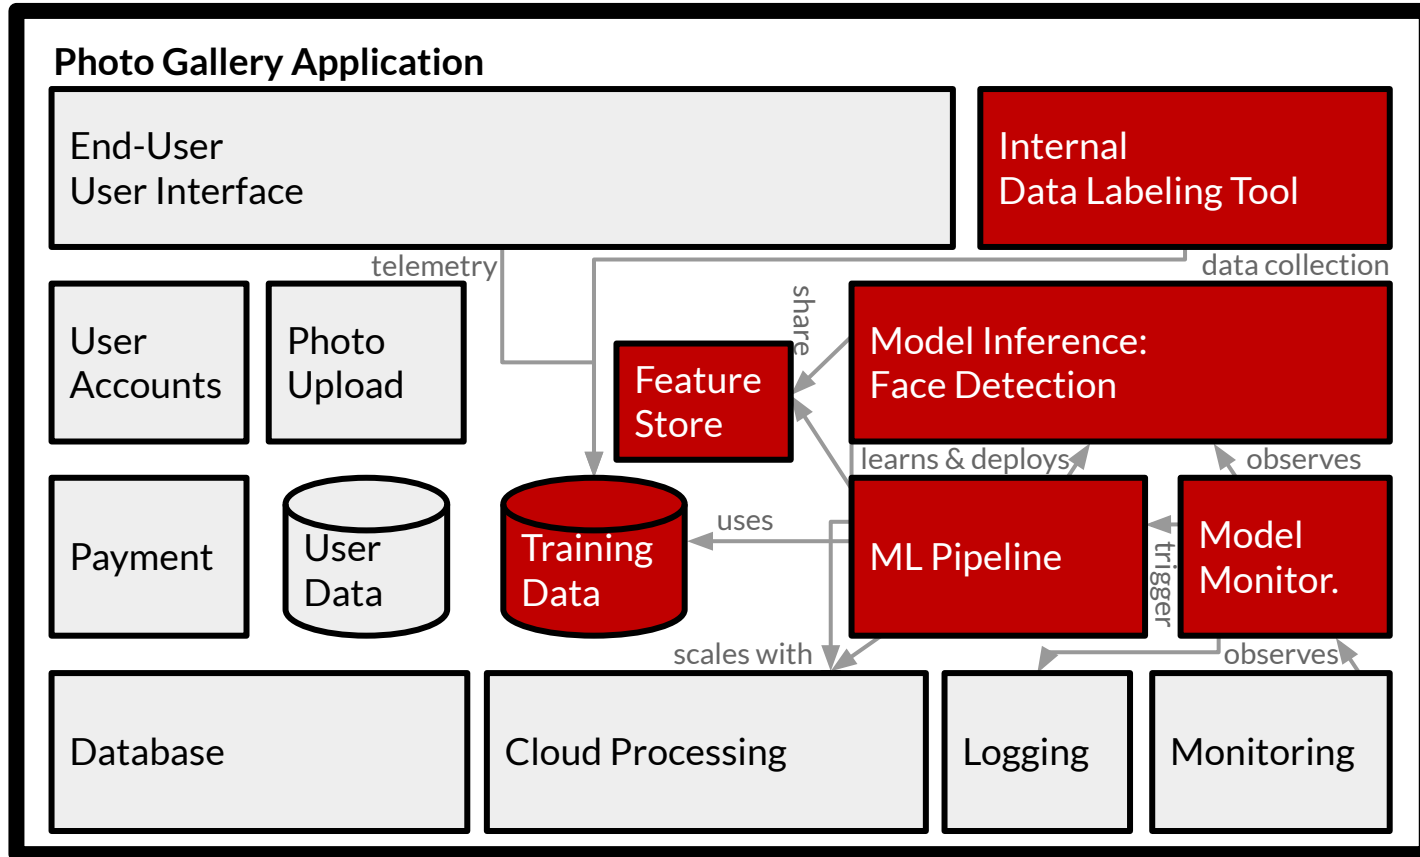 Photo Gallery Application
End-User
User Interface
Internal
Data Labeling Tool
telemetry
data collection
User
Accounts
Photo
Upload
share
Feature
Store
Model Inference:
Face Detection
learns & deploys
observes
Payment
User
Data
uses
Training
Data
ML Pipeline
trigger
Model
Monitor.
scales with
observes
Database
Cloud Processing
Logging
Monitoring